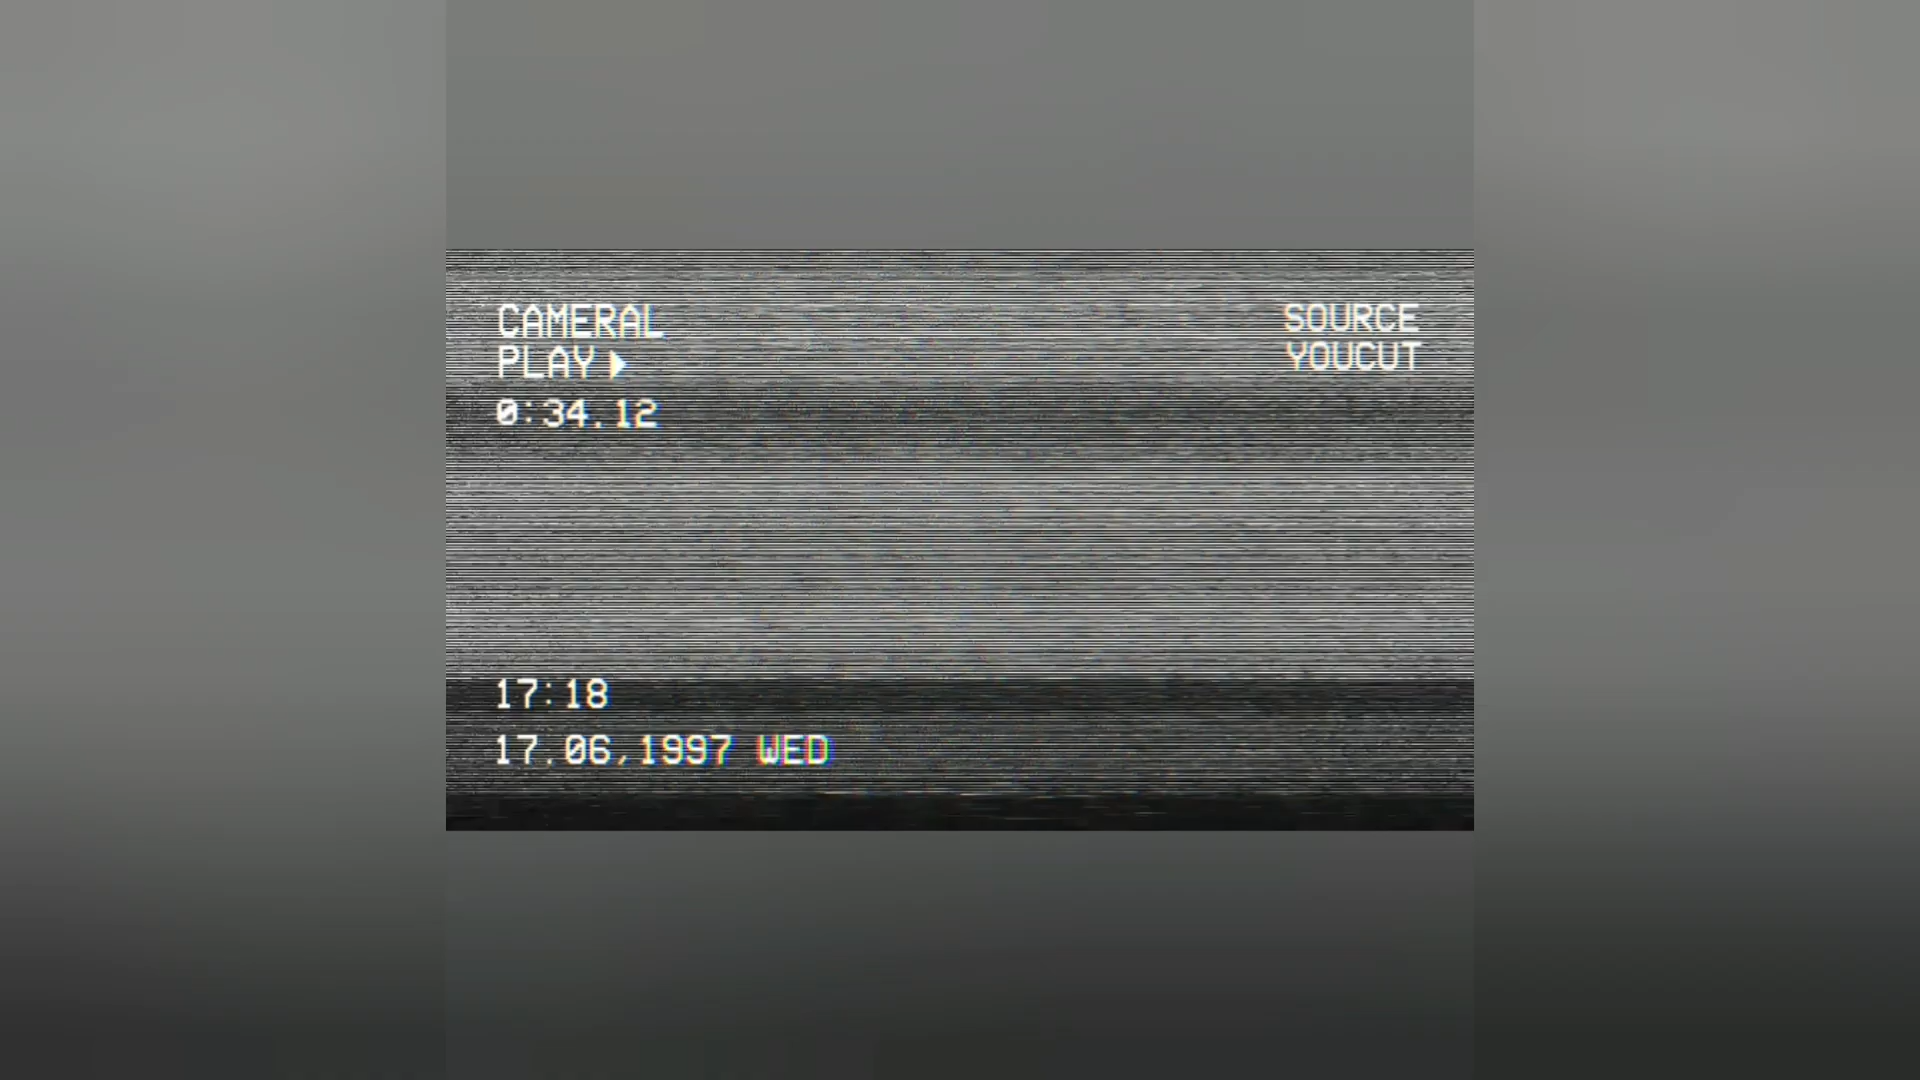 CAMERAL
PLAY ▶
0:34.12
SOURCE
YOUCUT
17:18
17.06,1997 WED